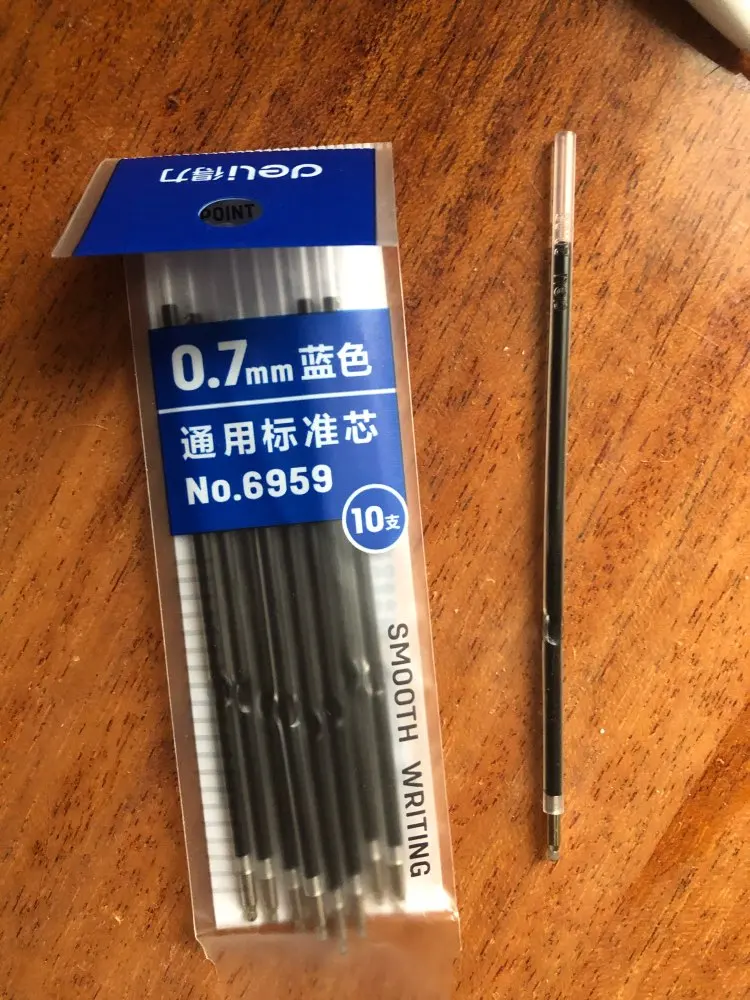 deli得力
POINT
0.7mm 蓝色
通用标准芯
No.6959
10支
SMOOTH WRITING